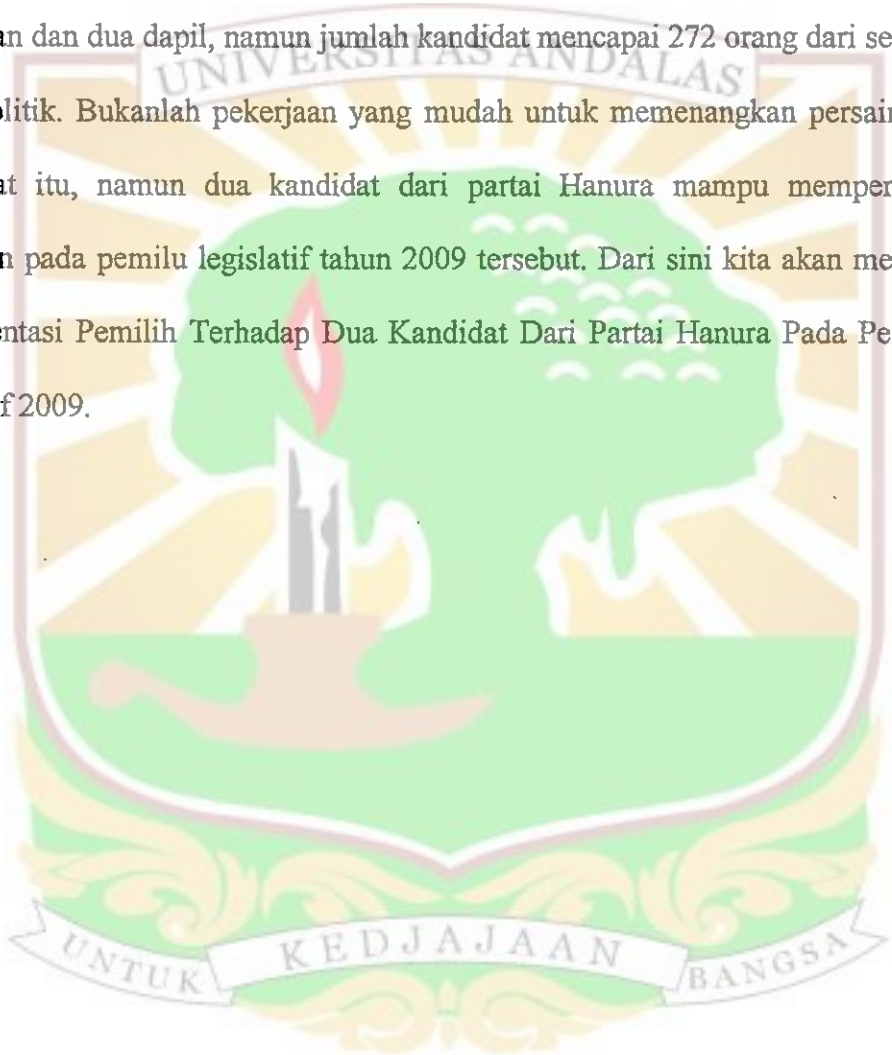 an dan dua dapil, namun jumlah kandidat mencapai 272 orang dari se
UNIVERSITAS ANDALAS
litik. Bukanlah pekerjaan yang mudah untuk memenangkan persain
at itu, namun dua kandidat dari partai Hanura mampu memper
n pada pemilu legislatif tahun 2009 tersebut. Dari sini kita akan me
ntasi Pemilih Terhadap Dua Kandidat Dari Partai Hanura Pada Pe
f 2009.
UNTUK KEDJAJAAN BANGSA